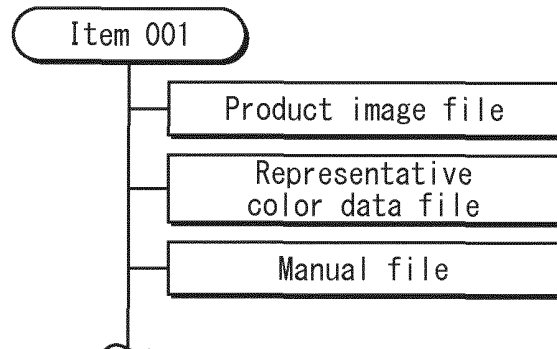 Item 001
Product image file
Representative
color data file
Manual file